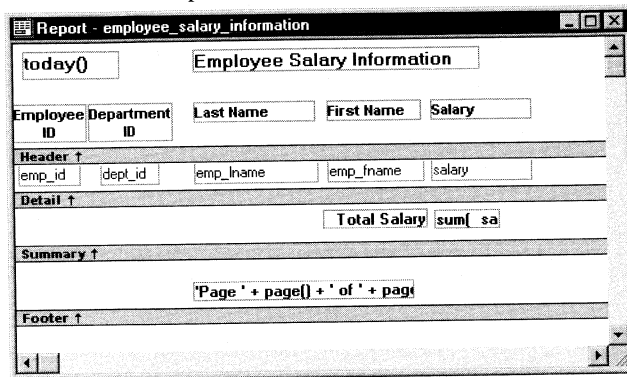 Report - employee_salary_information
today()
Employee Salary Information
Employee ID
Department ID
Last Name
First Name
Salary
Header ↑
emp_id
dept_id
emp_lname
emp_fname
salary
Detail ↑
Total Salary
sum( sa
Summary ↑
'Page ' + page() + ' of ' + page
Footer ↑